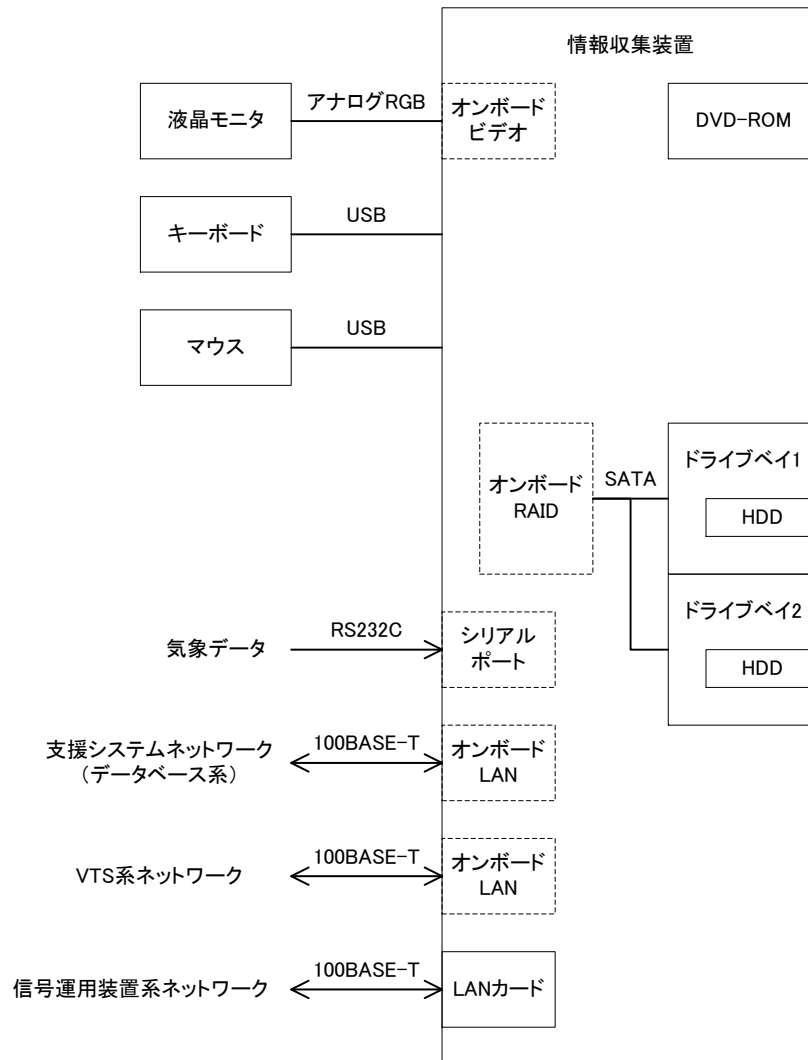 情報収集装置
液晶モニタ
アナログRGB
オンボード
ビデオ
DVD-ROM
キーボード
USB
マウス
USB
オンボード
RAID
SATA
ドライブベイ1
HDD
ドライブベイ2
HDD
気象データ
RS232C
シリアル
ポート
支援システムネットワーク
（データベース系）
100BASE-T
オンボード
LAN
VTS系ネットワーク
100BASE-T
オンボード
LAN
信号運用装置系ネットワーク
100BASE-T
LANカード